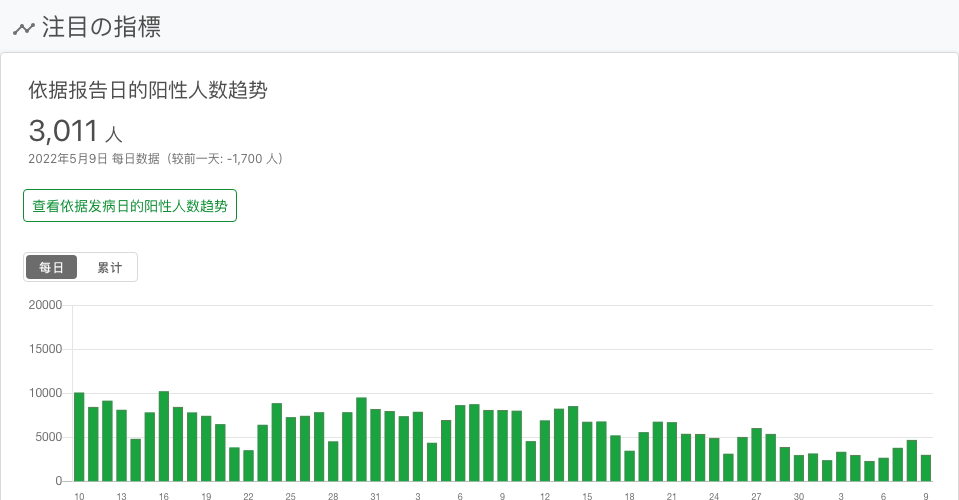 注目の指標
依据报告日的阳性人数趋势
3,011 人
2022年5月9日 每日数据（较前一天: -1,700 人）
查看依据发病日的阳性人数趋势
每日 累计
20000
15000
10000
5000
0
10 13 16 19 22 25 28 31 3 6 9 12 15 18 21 24 27 30 3 6 9